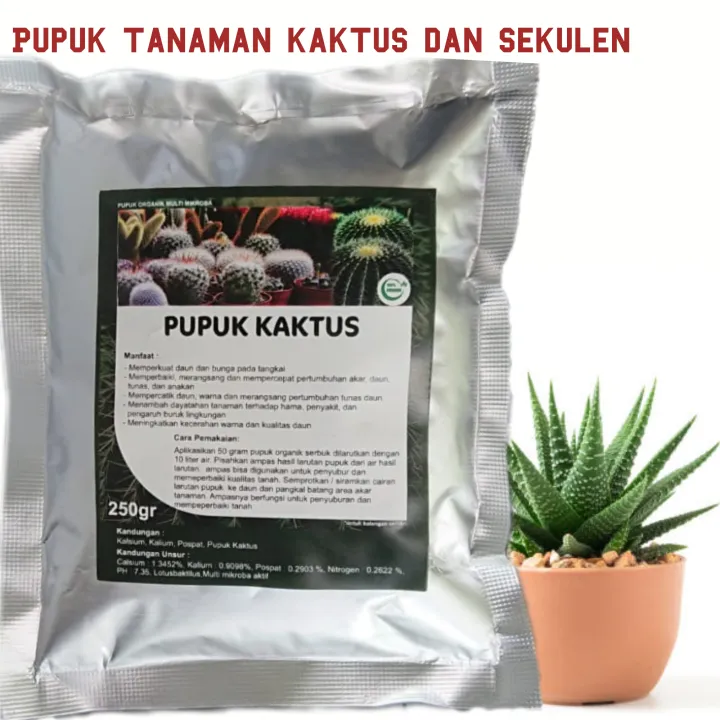 PUPUK TANAMAN KAKTUS DAN SEKULEN
PUPUK ORGANIK MULTI MIKROBA
PUPUK KAKTUS
Manfaat :
- Memperkuat daun dan bunga pada tangkai
- Memperbaiki, merangsang dan mempercepat pertumbuhan akar, daun,
tunas, dan anakan
- Mempercatik daun, warna dan merangsang pertumbuhan tunas daun
- Menambah dayatahan tanaman terhadap hama, penyakit, dan
pengaruh buruk lingkungan
- Meningkatkan kecerahan warna dan kualitas daun
Cara Pemakaian:
Aplikasikan 50 gram pupuk organik serbuk dilarutkan dengan
10 liter air. Pisahkan ampas hasil larutan pupuk dan air hasil
larutan. ampas bisa digunakan untuk penyubur dan
memeperbaiki kualitas tanah. Semprotkan / siramkan cairan
larutan pupuk ke daun dan pangkal batang area akar
tanaman. Ampasnya berfungsi untuk penyuburan dan
mempeperbaiki tanah
250gr
untuk kalangan sendiri
Kandungan :
Kalsium, Kalium, Pospat, Pupuk Kaktus
Kandungan Unsur :
Calsium : 1.3452%, Kalium : 0.9098%, Pospat : 0.2903 %, Nitrogen : 0.2622 %,
PH : 7.35, Lotusbaktilus,Multi mikroba aktif